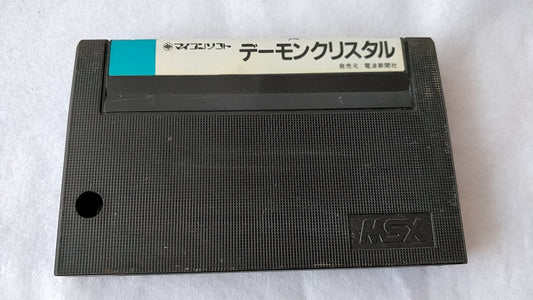 マイコンソフト デーモンクリスタル
発売元：電波新聞社
MSX